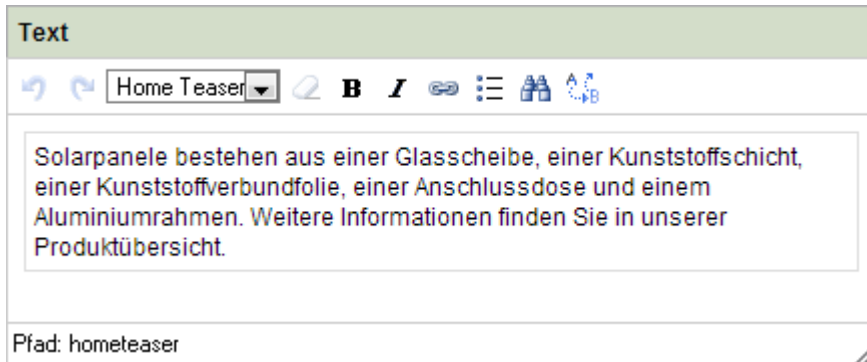 Text
Home Teaser B I A B
Solarpanele bestehen aus einer Glasscheibe, einer Kunststoffschicht,
einer Kunststoffverbundfolie, einer Anschlussdose und einem
Aluminiumrahmen. Weitere Informationen finden Sie in unserer
Produktübersicht.
Pfad: hometeaser